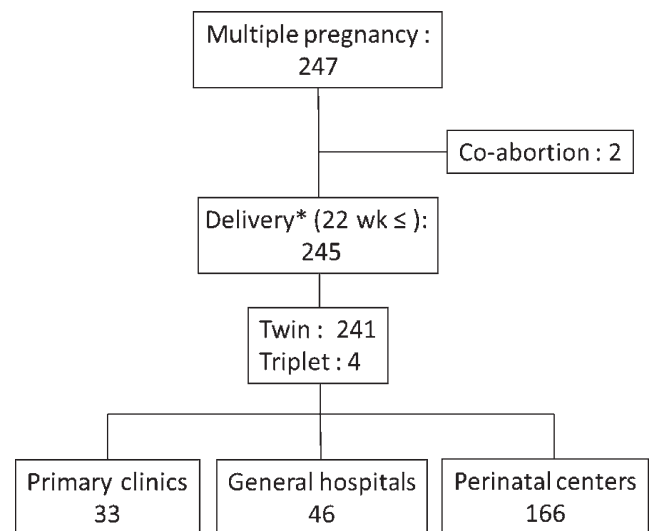 Multiple pregnancy :
247
Co-abortion : 2
Delivery* (22 wk ≤ ):
245
Twin : 241
Triplet : 4
Primary clinics
33
General hospitals
46
Perinatal centers
166